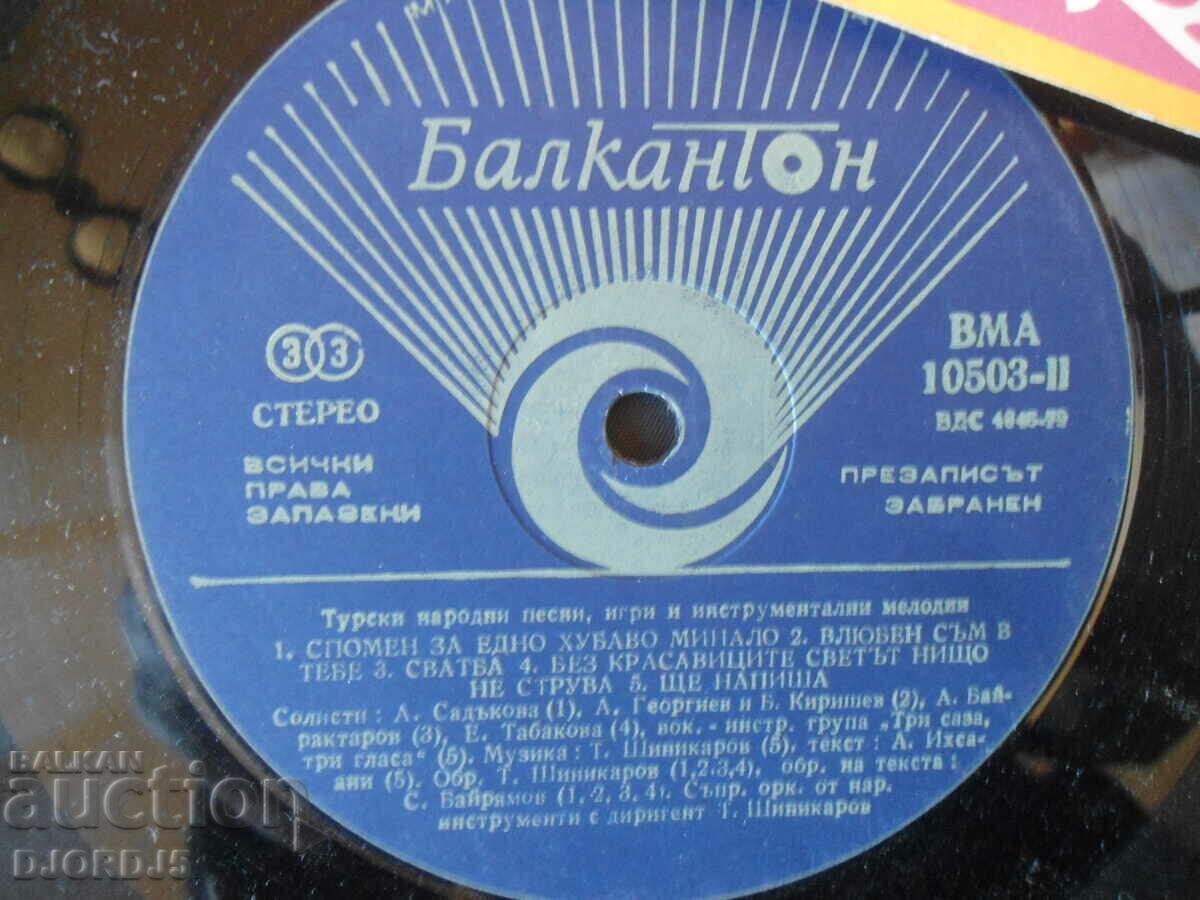 Балкантон
33
СТЕРЕО
ВСИЧКИ
ПРАВА
ЗАПАЗЕНИ
ВМА
10503-II
ВДС 4846-79
ПРЕЗАПИСЪТ
ЗАБРАНЕН
Турски народни песни, игри и инструментални мелодии
1. СПОМЕН ЗА ЕДНО ХУБАВО МИНАЛО 2. ВЛЮБЕН СЪМ В
ТЕБЕ 3. СВАТБА 4. БЕЗ КРАСАВИЦИТЕ СВЕТЪТ НИЩО
НЕ СТРУВА 5. ЩЕ НАПИША
Солисти: А. Садъкова (1), А. Георгиев и Б. Киришев (2), А. Бай-
рактаров (3), Е. Табакова (4), вок.-инстр. група „Три саза,
три гласа“ (5). Музика: Т. Шиникаров (5), текст: А. Ихса-
ани (5). Обр. Т. Шиникаров (1,2,3,4), обр. на текста:
С. Байрямов (1, 2, 3, 4). Съпр. орк. от нар.
инструменти с диригент Т. Шиникаров
BALKAN
auction
DJORDJ5